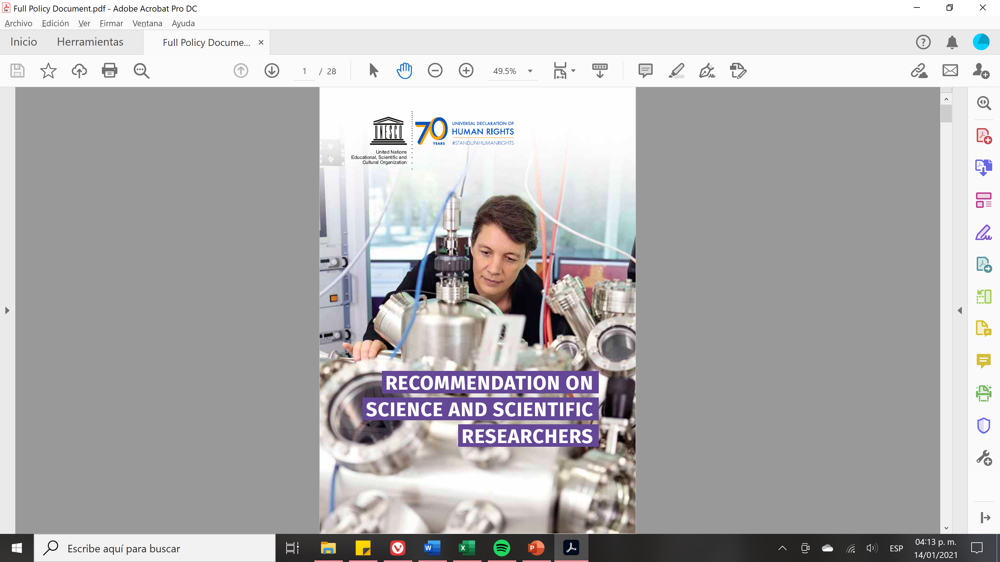 Full Policy Document.pdf - Adobe Acrobat Pro DC
Archivo Edición Ver Firmar Ventana Ayuda
Inicio Herramientas Full Policy Docume... ×
1 / 28 49.5%
UNESCO
United Nations
Educational, Scientific and
Cultural Organization
70
YEARS
UNIVERSAL DECLARATION OF
HUMAN RIGHTS
#STANDUP4HUMANRIGHTS
RECOMMENDATION ON
SCIENCE AND SCIENTIFIC
RESEARCHERS
Escribe aquí para buscar
ESP
04:13 p. m.
14/01/2021